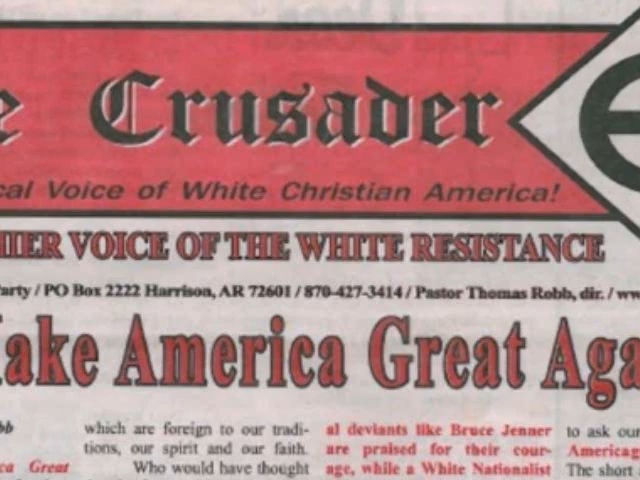 e Crusader
cal Voice of White Christian America!
HIER VOICE OF THE WHITE RESISTANCE
Party / PO Box 2222 Harrison, AR 72601 / 870-427-3414 / Pastor Thomas Robb, dir. / ww
ake America Great Aga
bb
ca Great
which are foreign to our tradi-
tions, our spirit and our faith.
Who would have thought
al deviants like Bruce Jenner
are praised for their cour-
age, while a White Nationalist
to ask our
Americag
The short